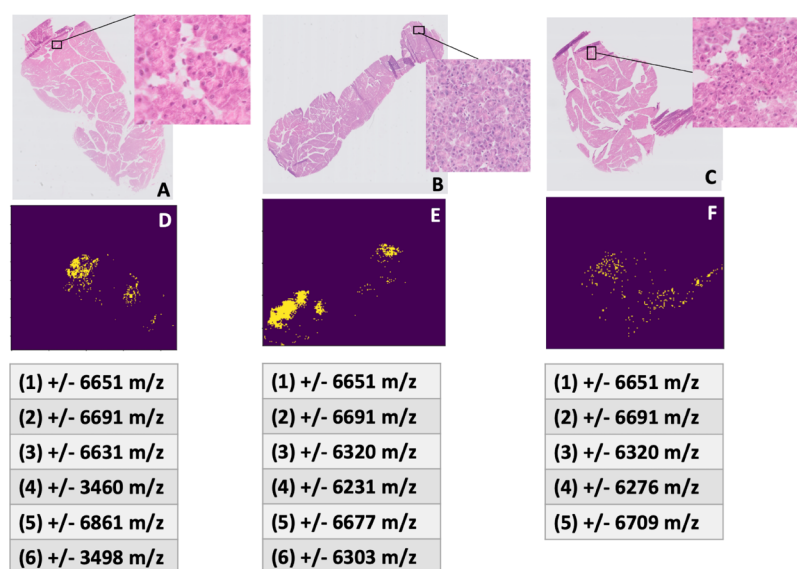 A
B
C
D
E
F
(1) +/- 6651 m/z
(2) +/- 6691 m/z
(3) +/- 6631 m/z
(4) +/- 3460 m/z
(5) +/- 6861 m/z
(6) +/- 3498 m/z
(1) +/- 6651 m/z
(2) +/- 6691 m/z
(3) +/- 6320 m/z
(4) +/- 6231 m/z
(5) +/- 6677 m/z
(6) +/- 6303 m/z
(1) +/- 6651 m/z
(2) +/- 6691 m/z
(3) +/- 6320 m/z
(4) +/- 6276 m/z
(5) +/- 6709 m/z